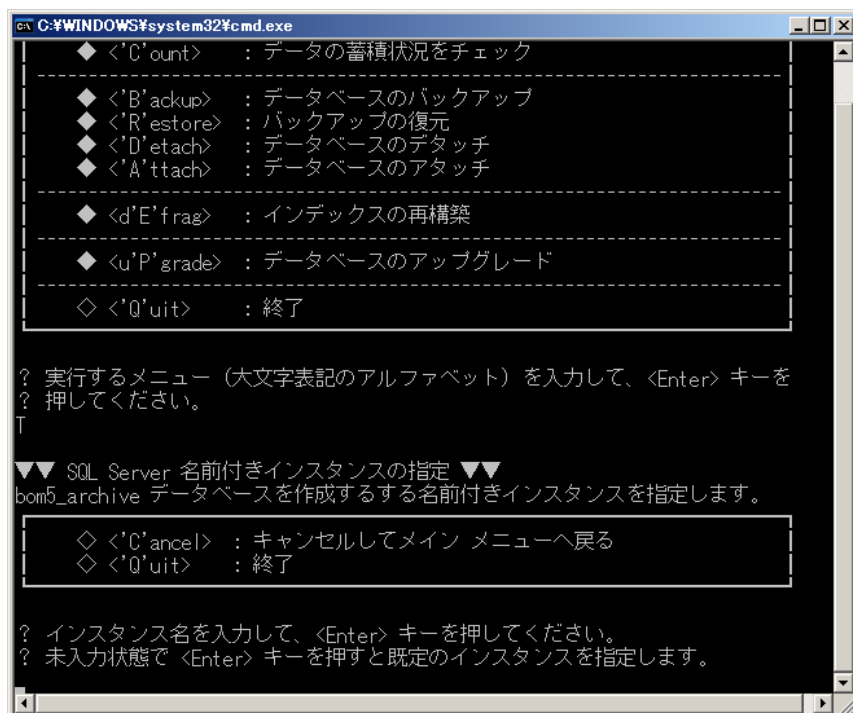 C:¥WINDOWS¥system32¥cmd.exe
◆ <'C'ount> : データの蓄積状況をチェック
◆ <'B'ackup> : データベースのバックアップ
◆ <'R'estore> : バックアップの復元
◆ <'D'etach> : データベースのデタッチ
◆ <'A'ttach> : データベースのアタッチ
◆ <d'E'frag> : インデックスの再構築
◆ <u'P'grade> : データベースのアップグレード
◇ <'Q'uit> : 終了
? 実行するメニュー（大文字表記のアルファベット）を入力して、<Enter> キーを
? 押してください。
T
▼▼ SQL Server 名前付きインスタンスの指定 ▼▼
bom5_archive データベースを作成するする名前付きインスタンスを指定します。
◇ <'C'ancel> : キャンセルしてメイン メニューへ戻る
◇ <'Q'uit> : 終了
? インスタンス名を入力して、<Enter> キーを押してください。
? 未入力状態で <Enter> キーを押すと既定のインスタンスを指定します。